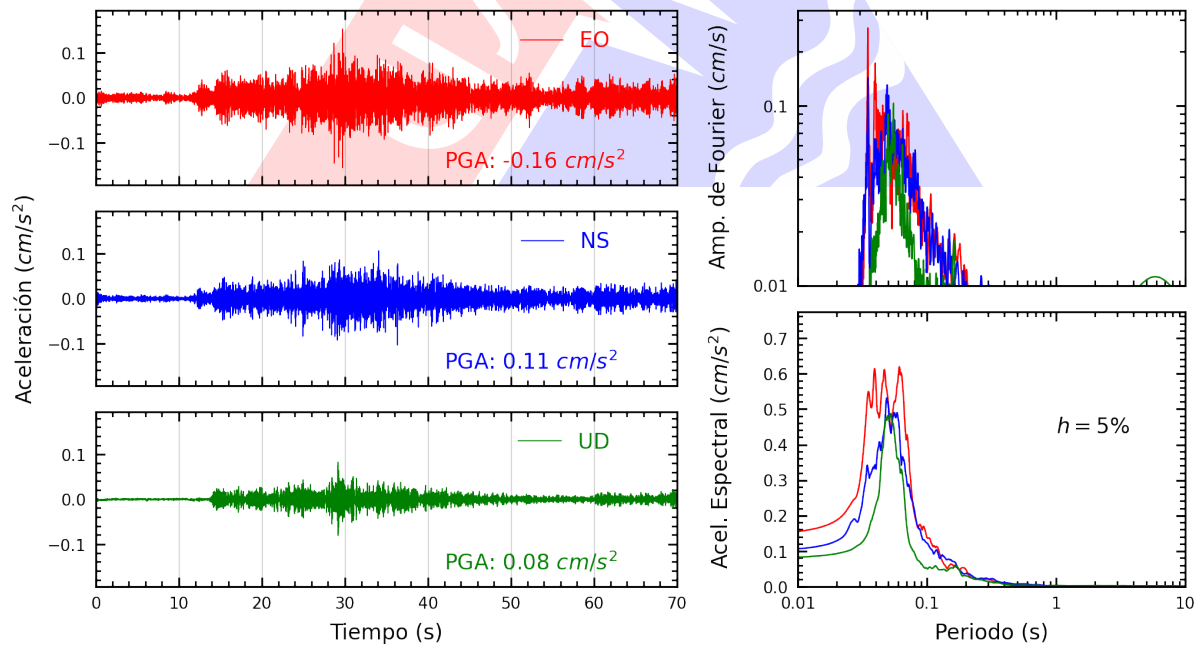 Aceleración (cm/s²)
0.1
0.0
−0.1
EO
PGA: -0.16 cm/s²
0.1
0.0
−0.1
NS
PGA: 0.11 cm/s²
0.1
0.0
−0.1
UD
PGA: 0.08 cm/s²
0 10 20 30 40 50 60 70
Tiempo (s)
Amp. de Fourier (cm/s)
0.1
0.01
Acel. Espectral (cm/s²)
0.7
0.6
0.5
0.4
0.3
0.2
0.1
0.0
h = 5%
0.01 0.1 1 10
Periodo (s)